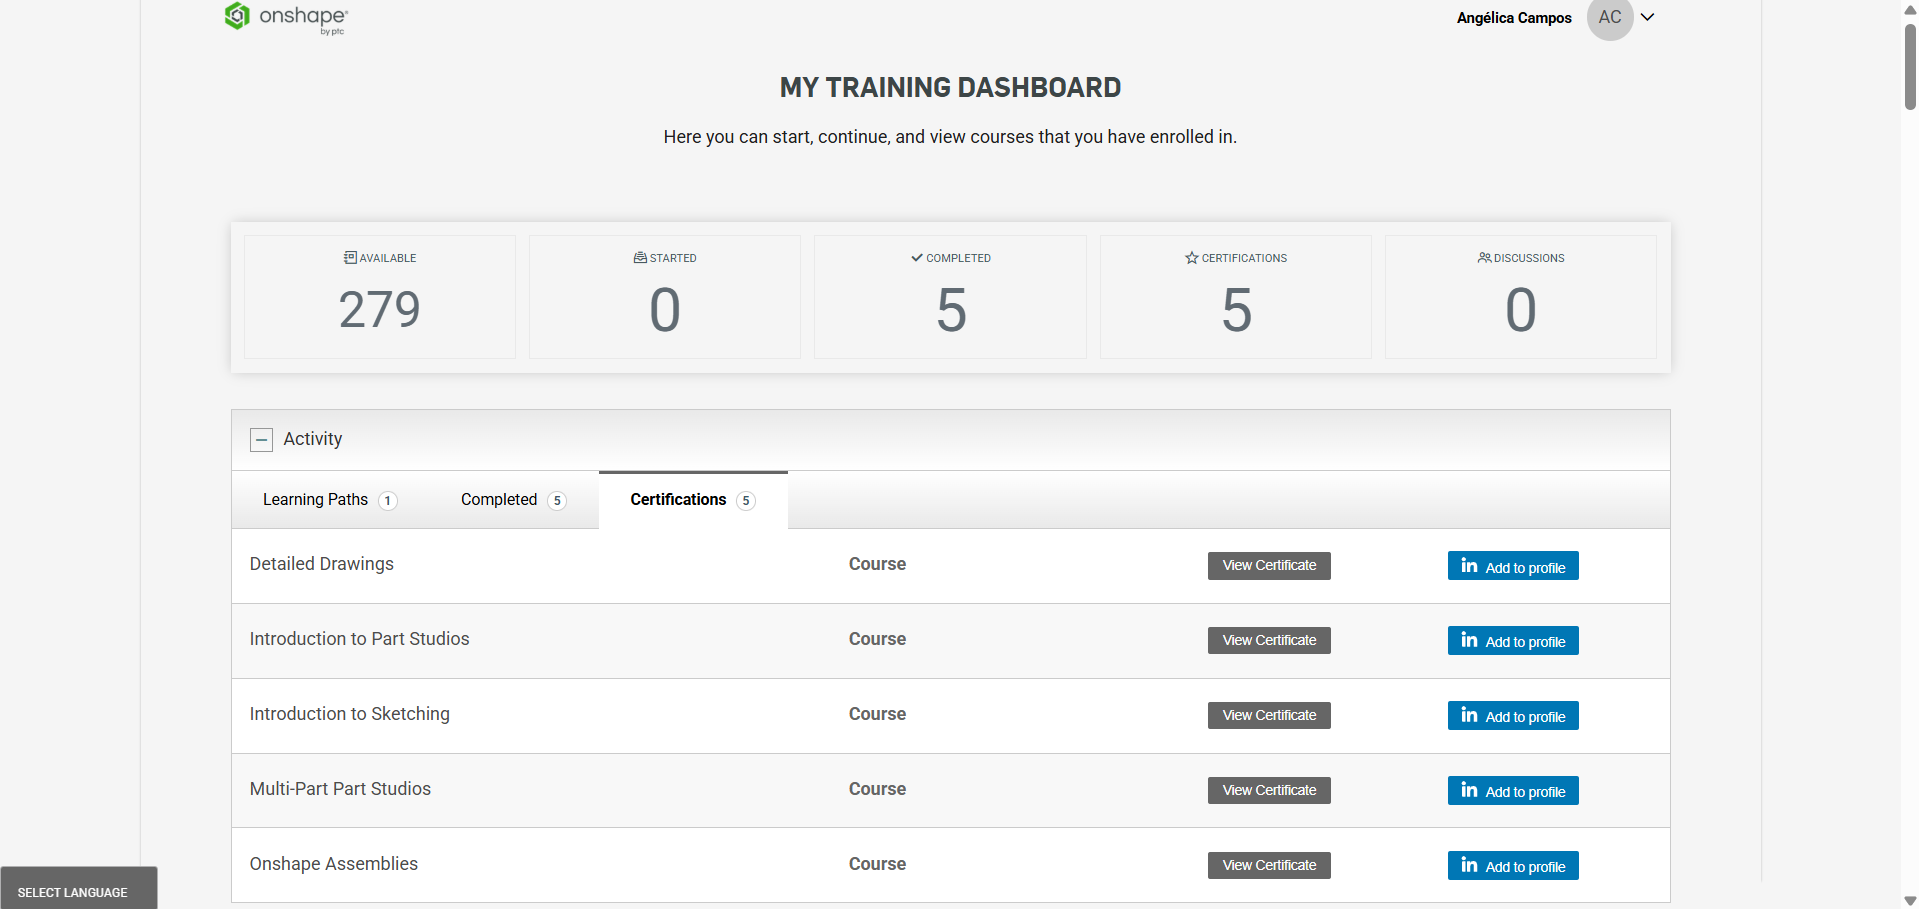 onshape®
by ptc
Angélica Campos AC
MY TRAINING DASHBOARD
Here you can start, continue, and view courses that you have enrolled in.
AVAILABLE
279
STARTED
0
COMPLETED
5
CERTIFICATIONS
5
DISCUSSIONS
0
Activity
Learning Paths 1 Completed 5 Certifications 5
Detailed Drawings Course View Certificate in Add to profile
Introduction to Part Studios Course View Certificate in Add to profile
Introduction to Sketching Course View Certificate in Add to profile
Multi-Part Part Studios Course View Certificate in Add to profile
Onshape Assemblies Course View Certificate in Add to profile
SELECT LANGUAGE